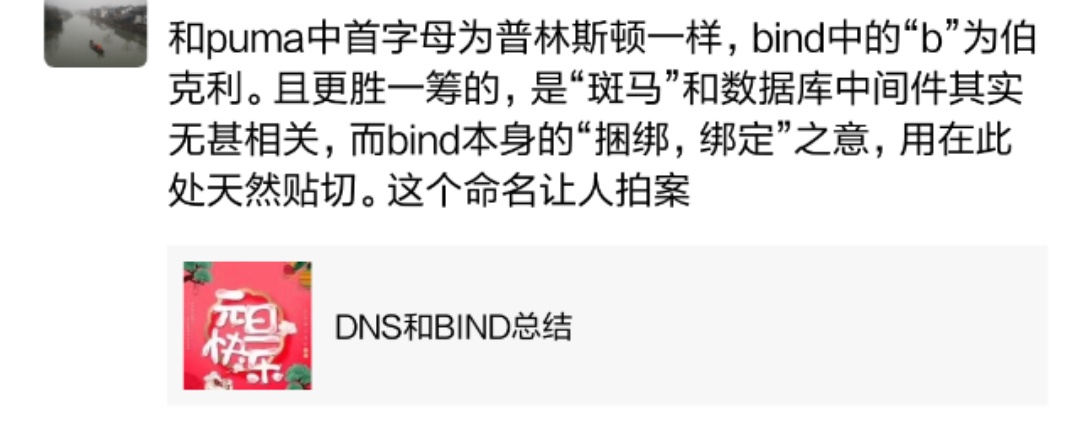 和puma中首字母为普林斯顿一样，bind中的“b”为伯
克利。且更胜一筹的，是“斑马”和数据库中间件其实
无甚相关，而bind本身的“捆绑，绑定”之意，用在此
处天然贴切。这个命名让人拍案
元旦
快乐
DNS和BIND总结